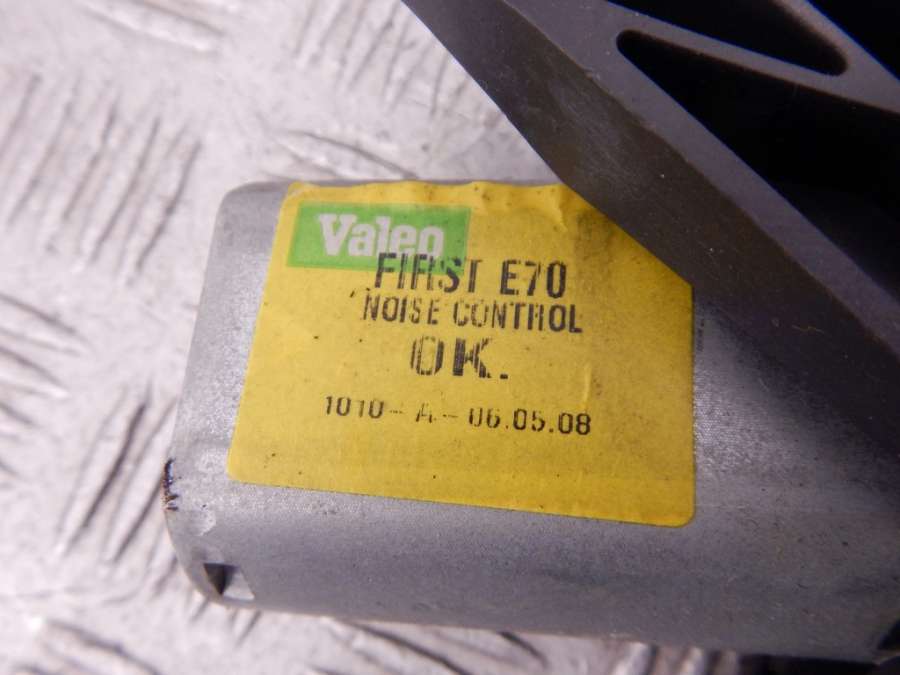 Valeo
FIRST E70
NOISE CONTROL
OK.
1010-A-06.05.08